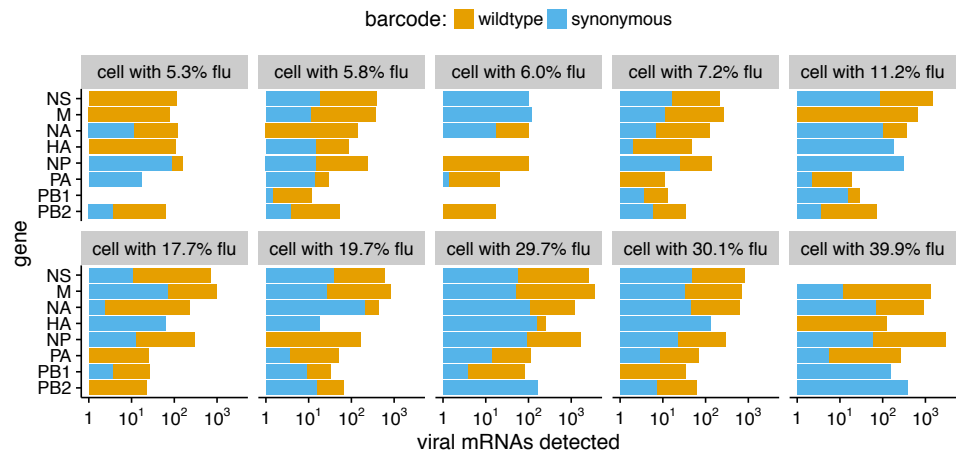 barcode: wildtype synonymous
cell with 5.3% flu cell with 5.8% flu cell with 6.0% flu cell with 7.2% flu cell with 11.2% flu
NS
M
NA
HA
NP
PA
PB1
PB2
gene
cell with 17.7% flu cell with 19.7% flu cell with 29.7% flu cell with 30.1% flu cell with 39.9% flu
NS
M
NA
HA
NP
PA
PB1
PB2
1 10¹ 10² 10³ 1 10¹ 10² 10³ 1 10¹ 10² 10³ 1 10¹ 10² 10³ 1 10¹ 10² 10³
viral mRNAs detected